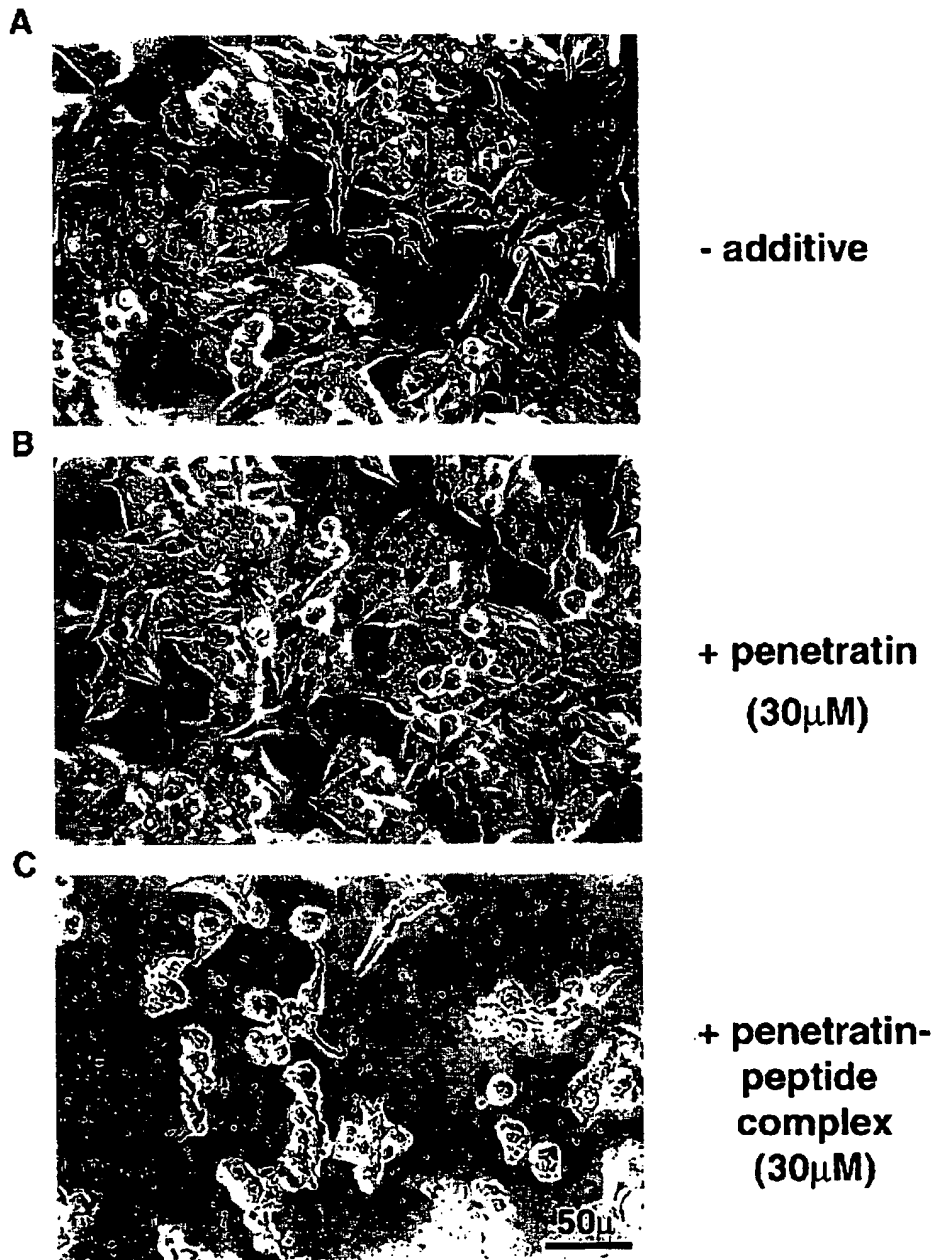 A
- additive
B
+ penetratin
(30μM)
C
+ penetratin-
peptide
complex
(30μM)
50μ